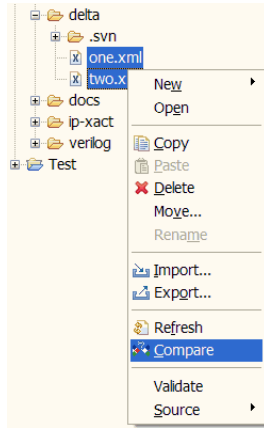 delta
.svn
one.xml
two.x
docs
ip-xact
verilog
Test
New
Open
Copy
Paste
Delete
Move...
Rename
Import...
Export...
Refresh
Compare
Validate
Source